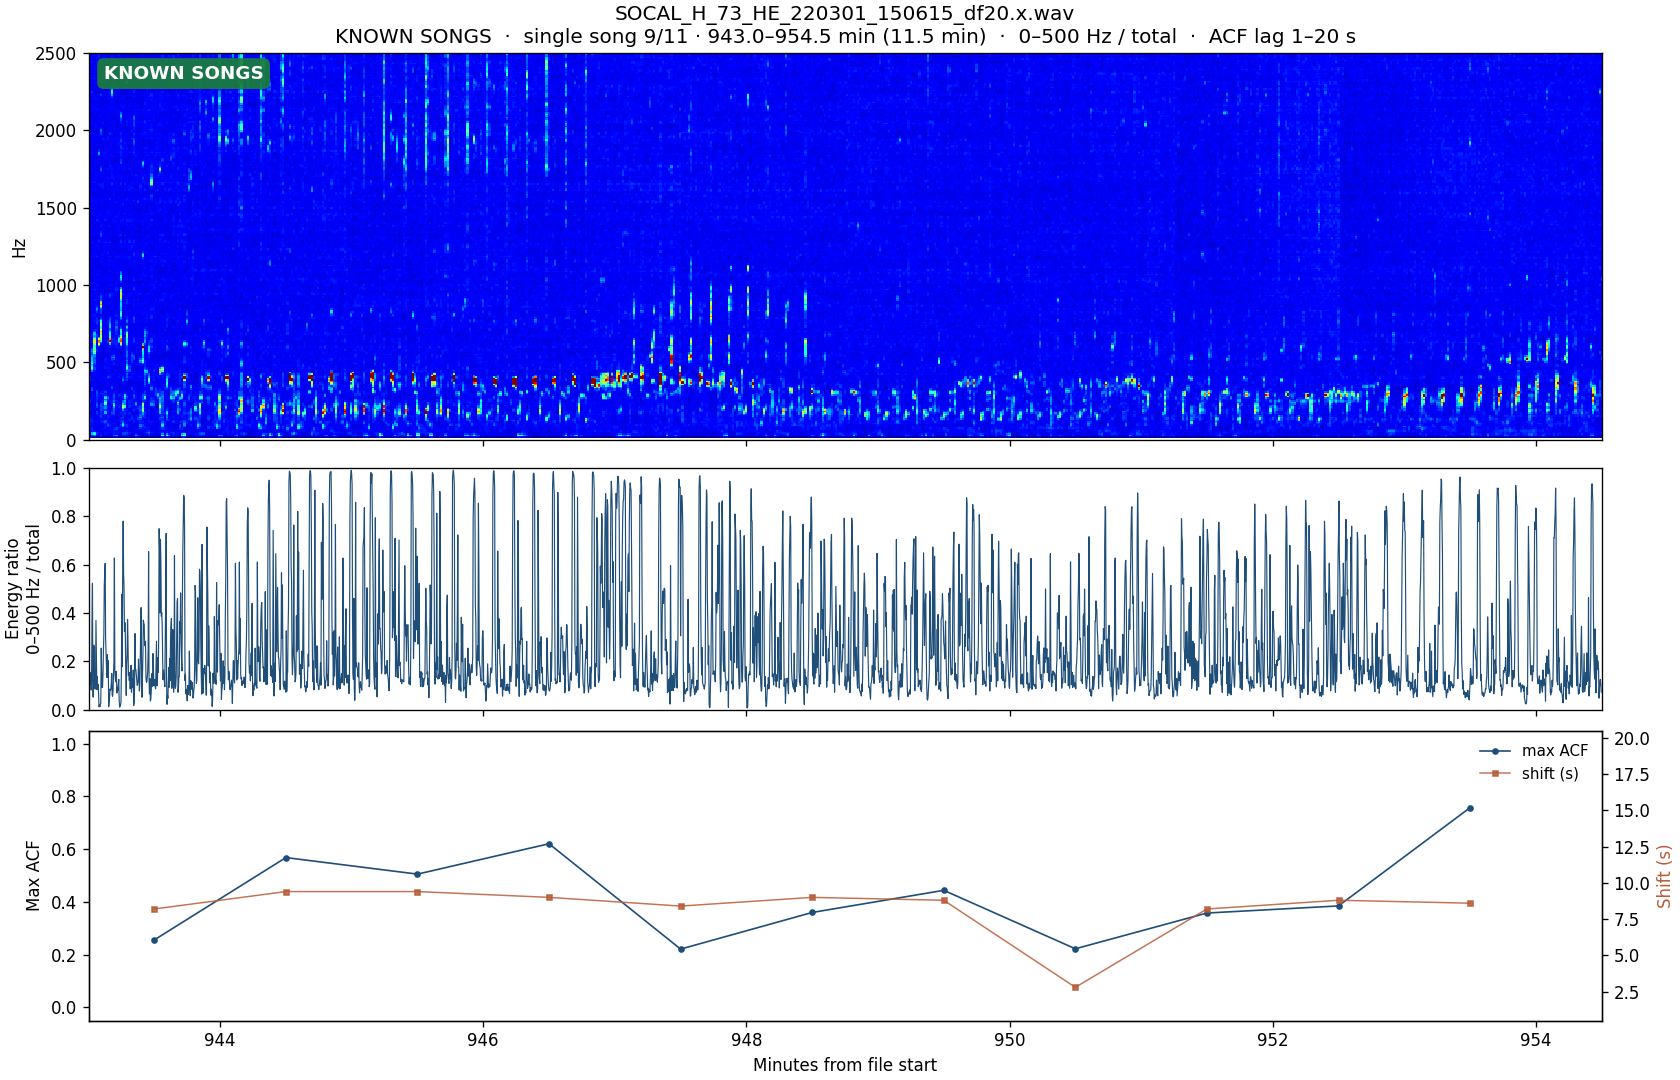 SOCAL_H_73_HE_220301_150615_df20.x.wav
KNOWN SONGS · single song 9/11 · 943.0–954.5 min (11.5 min) · 0–500 Hz / total · ACF lag 1–20 s
KNOWN SONGS
2500
2000
1500
1000
500
0
Hz
1.0
0.8
0.6
0.4
0.2
0.0
Energy ratio
0–500 Hz / total
1.0
0.8
0.6
0.4
0.2
0.0
Max ACF
max ACF
shift (s)
20.0
17.5
15.0
12.5
10.0
7.5
5.0
2.5
Shift (s)
944
946
948
950
952
954
Minutes from file start